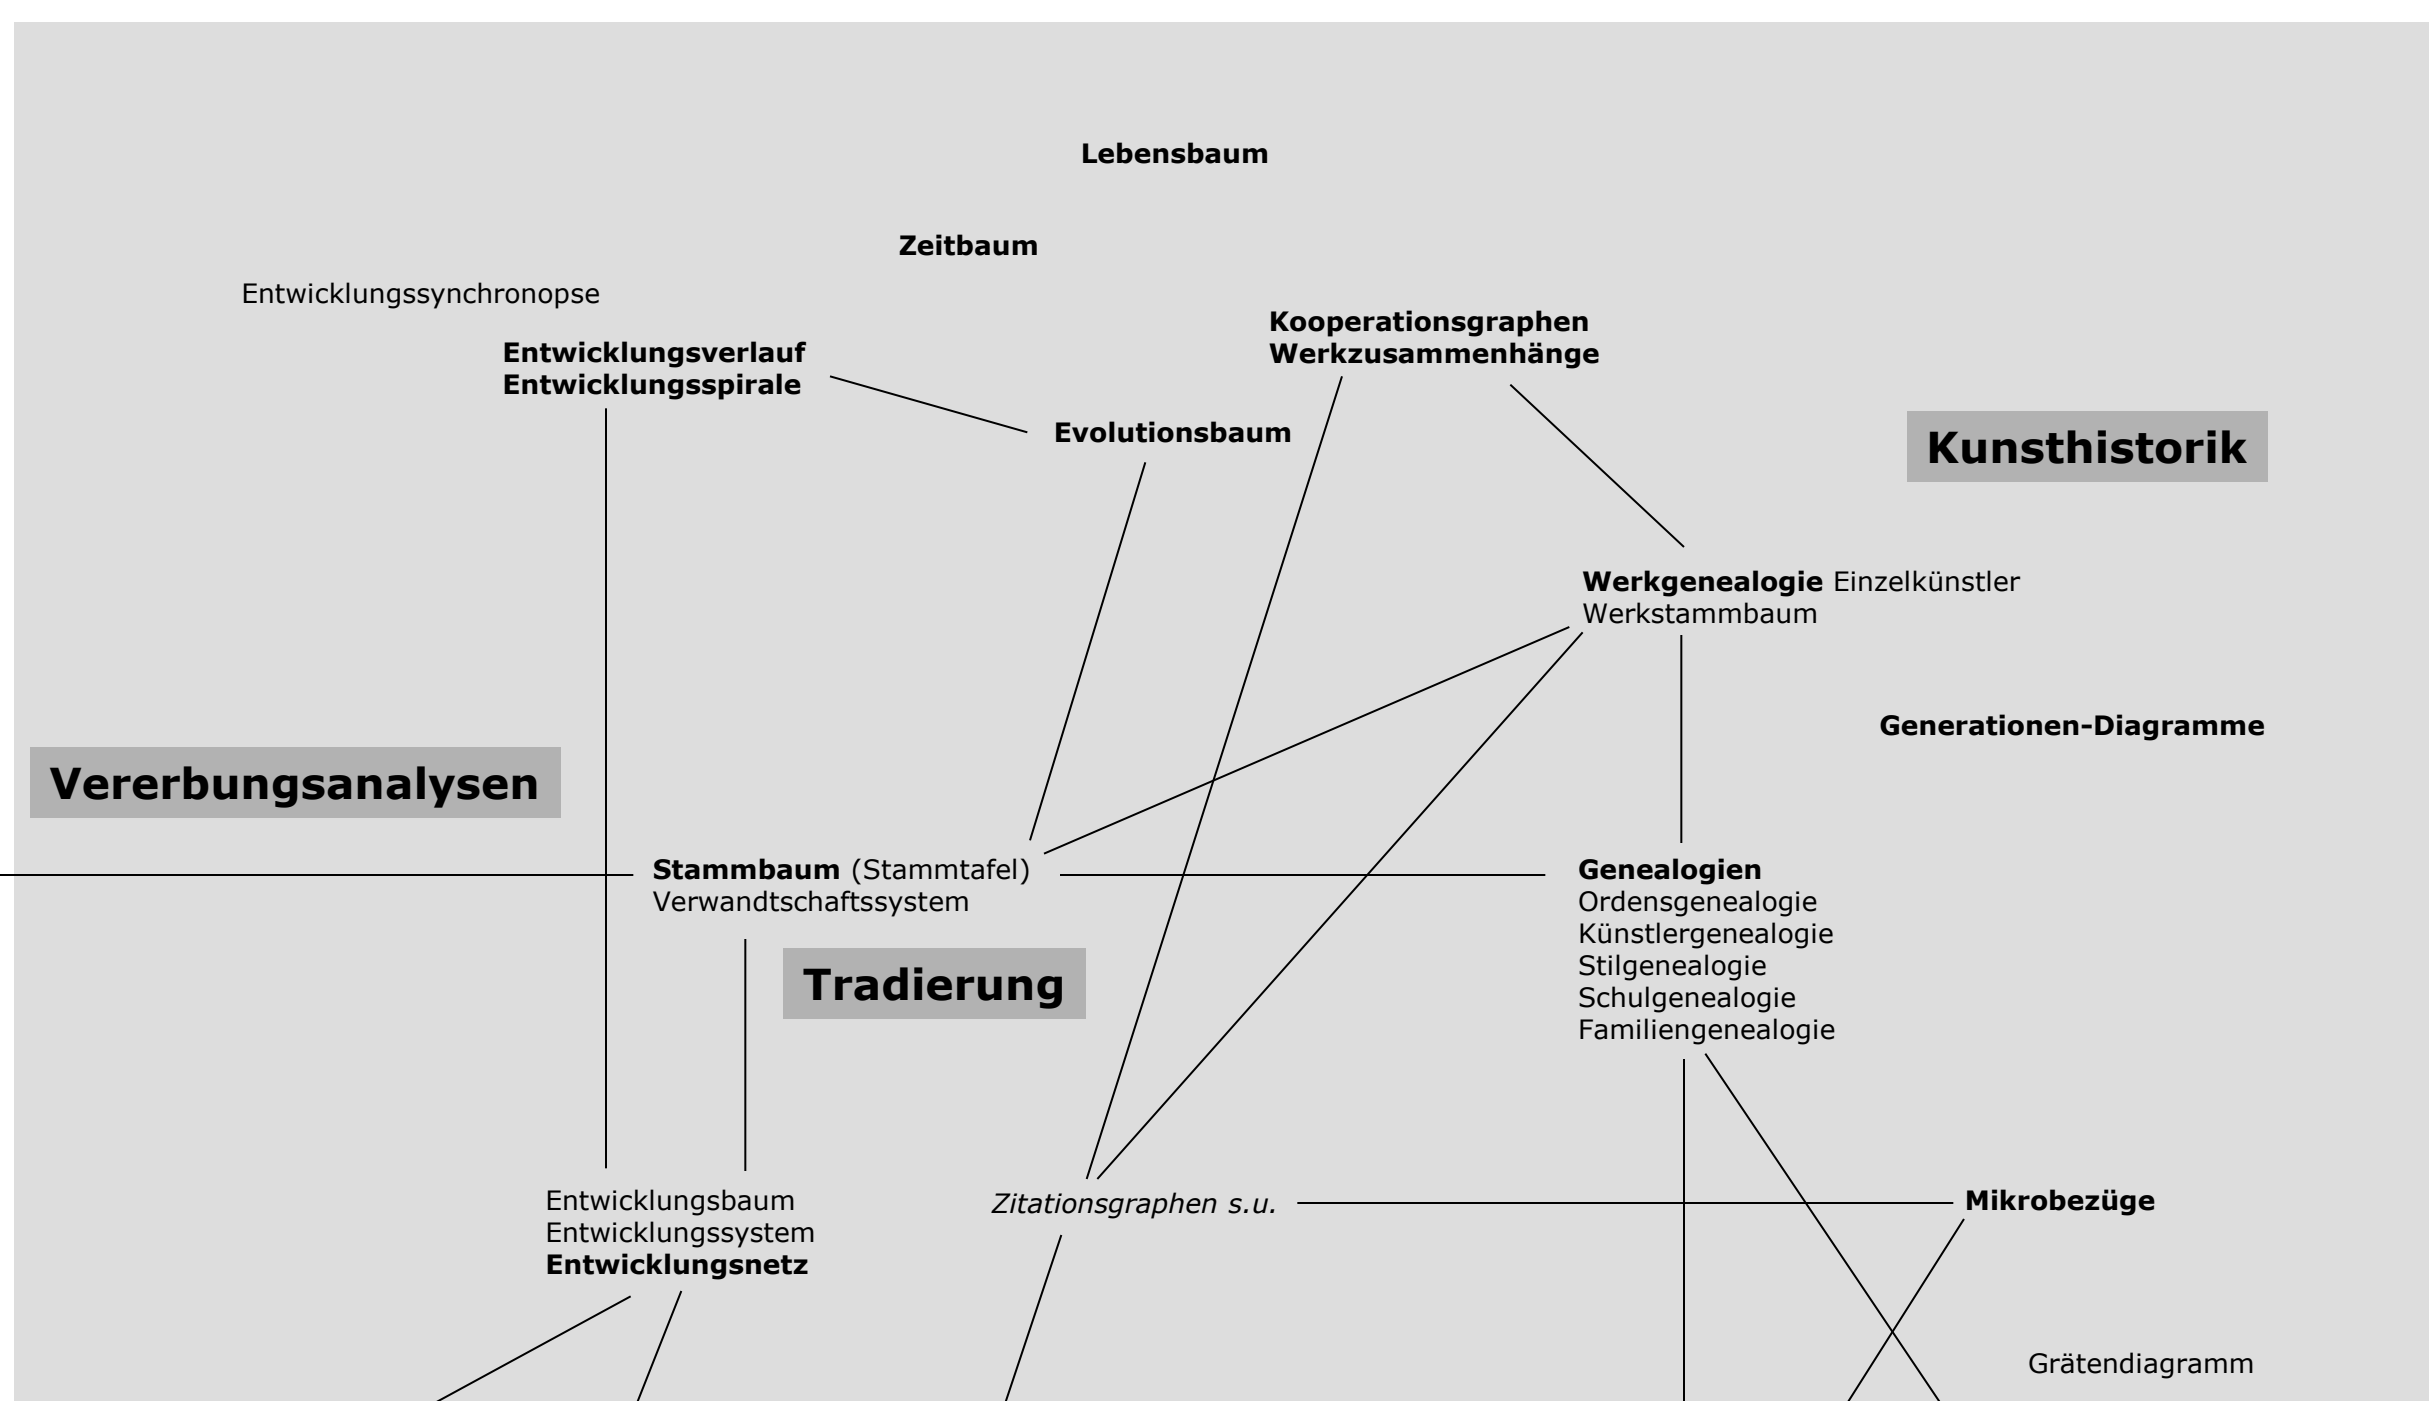 Lebensbaum
Zeitbaum
Entwicklungssynchronopse
Kooperationsgraphen
Werkzusammenhänge
Entwicklungsverlauf
Entwicklungsspirale
Evolutionsbaum
Kunsthistorik
Werkgenealogie Einzelkünstler
Werkstammbaum
Generationen-Diagramme
Vererbungsanalysen
Stammbaum (Stammtafel)
Verwandtschaftssystem
Genealogien
Ordensgenealogie
Künstlergenealogie
Stilgenealogie
Schulgenealogie
Familiengenealogie
Tradierung
Entwicklungsbaum
Entwicklungssystem
Entwicklungsnetz
Zitationsgraphen s.u.
Mikrobezüge
Grätendiagramm